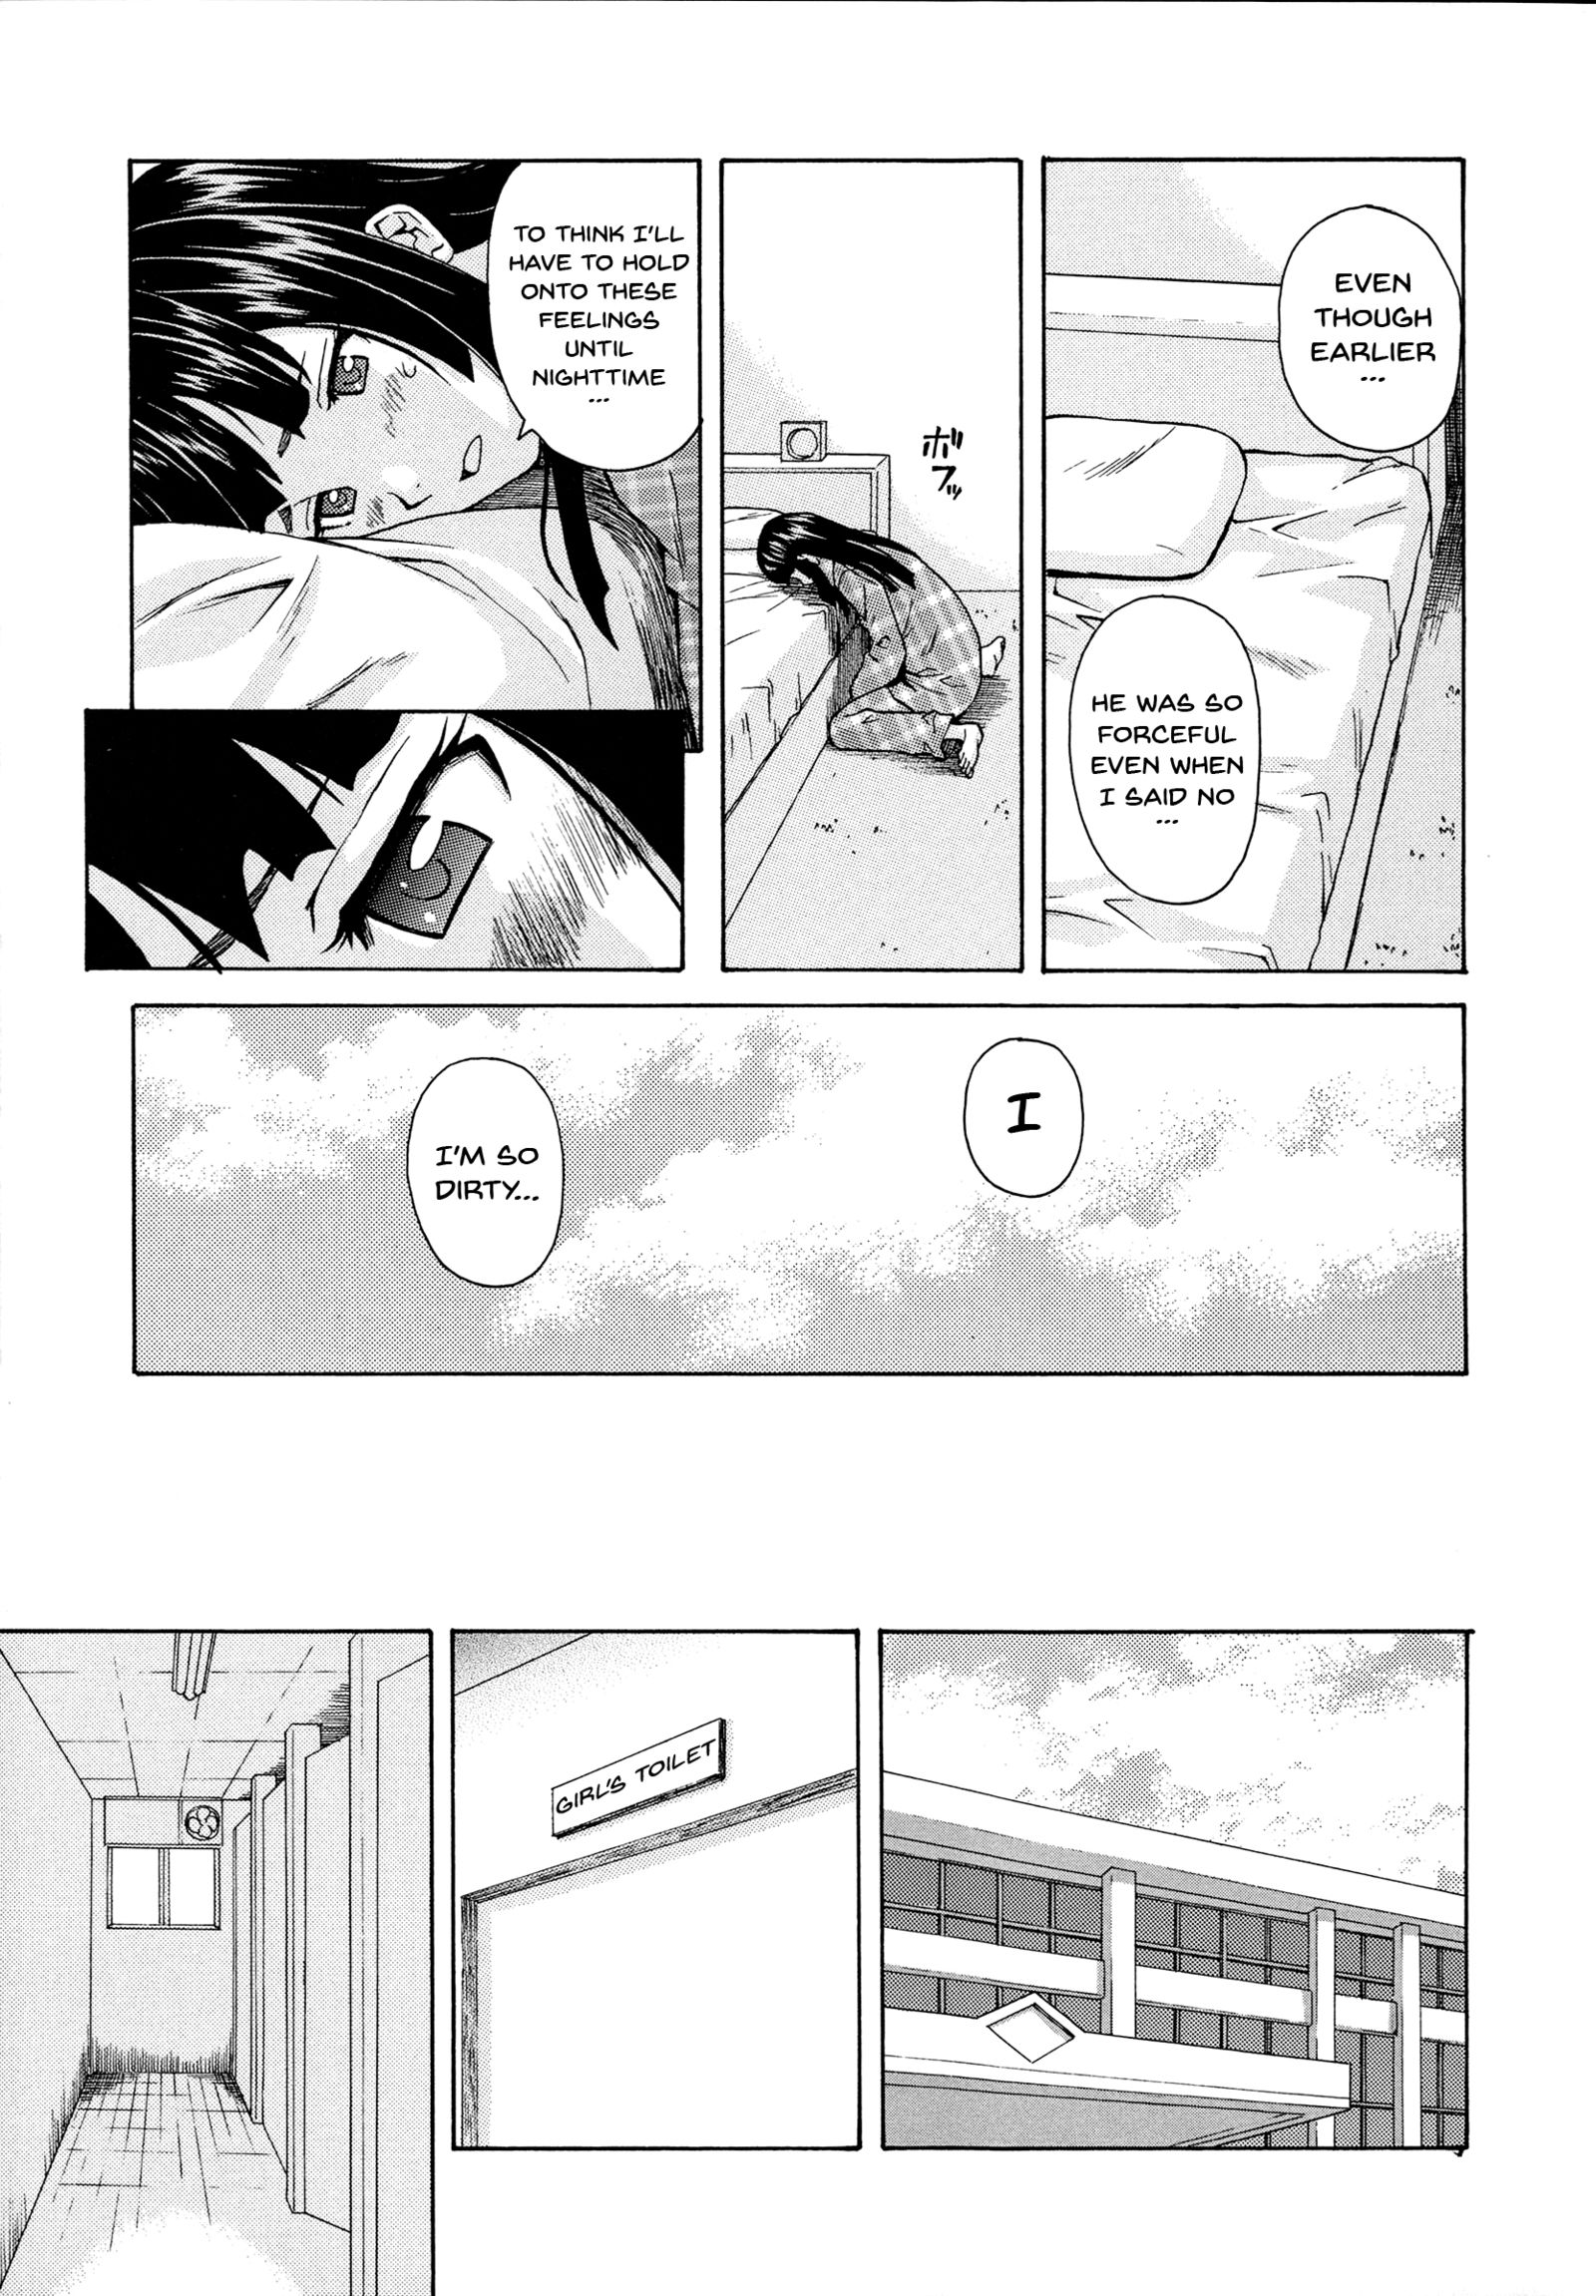 EVEN
THOUGH
EARLIER
...
HE WAS SO
FORCEFUL
EVEN WHEN
I SAID NO
...
ボ
フッ
TO THINK I'LL
HAVE TO HOLD
ONTO THESE
FEELINGS
UNTIL
NIGHTTIME
...
I
I'M SO
DIRTY...
GIRL'S TOILET